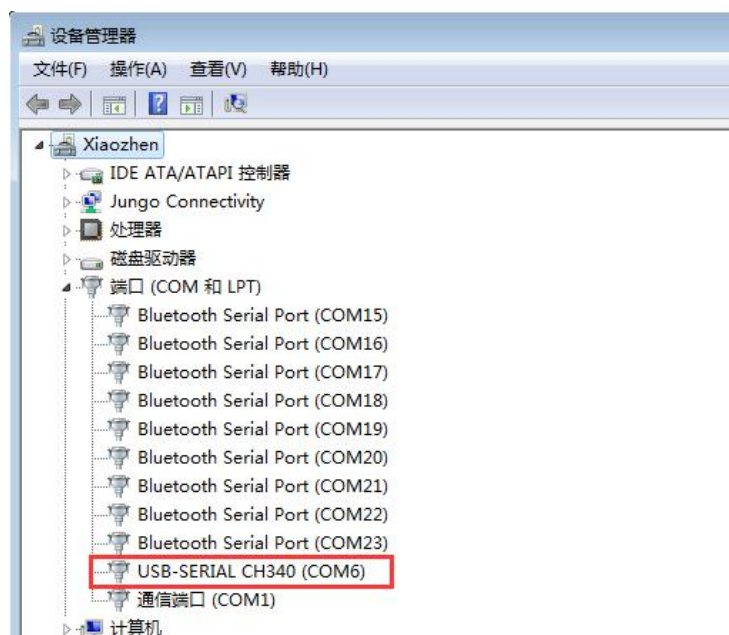 设备管理器
文件(F) 操作(A) 查看(V) 帮助(H)
Xiaozhen
IDE ATA/ATAPI 控制器
Jungo Connectivity
处理器
磁盘驱动器
端口 (COM 和 LPT)
Bluetooth Serial Port (COM15)
Bluetooth Serial Port (COM16)
Bluetooth Serial Port (COM17)
Bluetooth Serial Port (COM18)
Bluetooth Serial Port (COM19)
Bluetooth Serial Port (COM20)
Bluetooth Serial Port (COM21)
Bluetooth Serial Port (COM22)
Bluetooth Serial Port (COM23)
USB-SERIAL CH340 (COM6)
通信端口 (COM1)
计算机